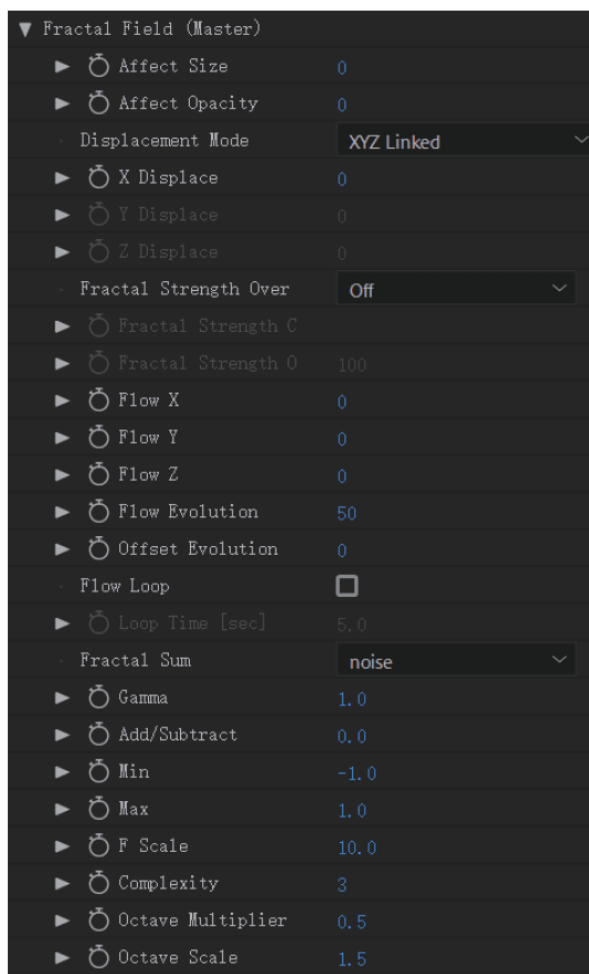 Fractal Field (Master)
Affect Size 0
Affect Opacity 0
Displacement Mode XYZ Linked
X Displace 0
Y Displace 0
Z Displace 0
Fractal Strength Over Off
Fractal Strength C
Fractal Strength O 100
Flow X 0
Flow Y 0
Flow Z 0
Flow Evolution 50
Offset Evolution 0
Flow Loop
Loop Time [sec] 5.0
Fractal Sum noise
Gamma 1.0
Add/Subtract 0.0
Min -1.0
Max 1.0
F Scale 10.0
Complexity 3
Octave Multiplier 0.5
Octave Scale 1.5